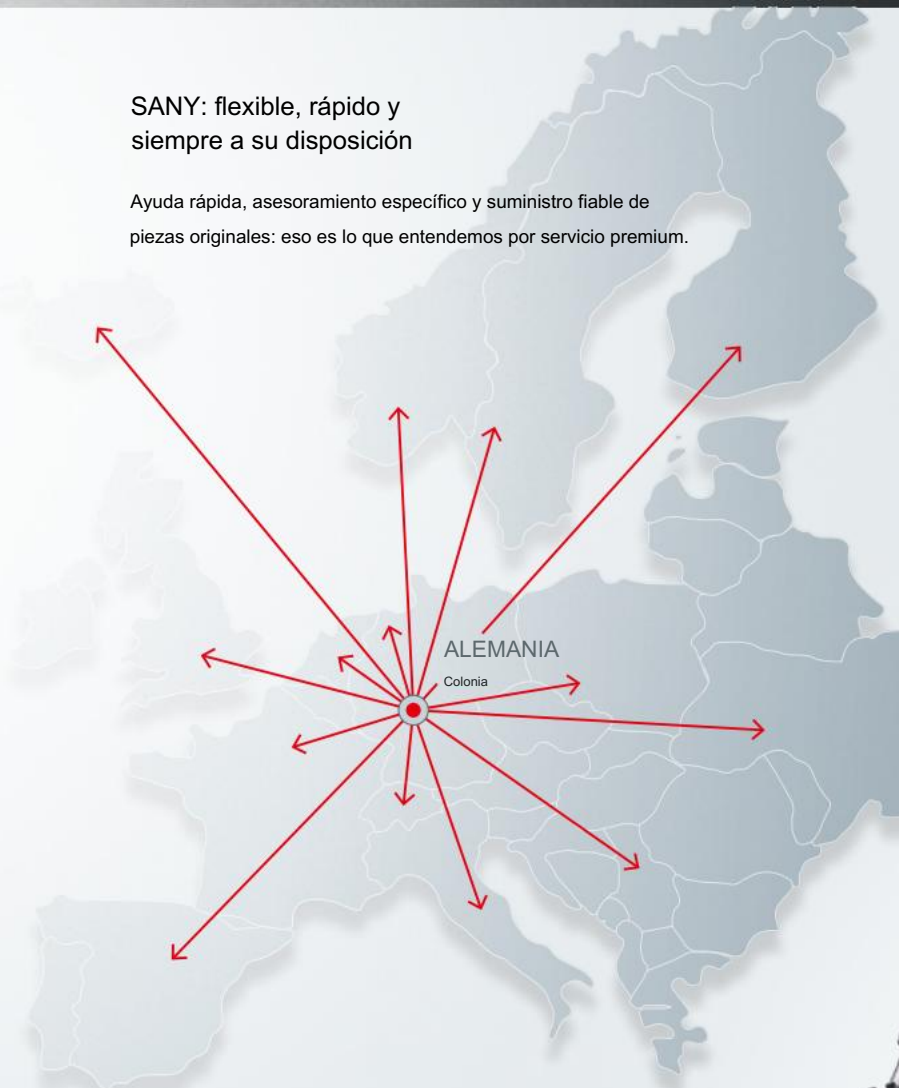 SANY: flexible, rápido y
siempre a su disposición
Ayuda rápida, asesoramiento específico y suministro fiable de
piezas originales: eso es lo que entendemos por servicio premium.
ALEMANIA
Colonia